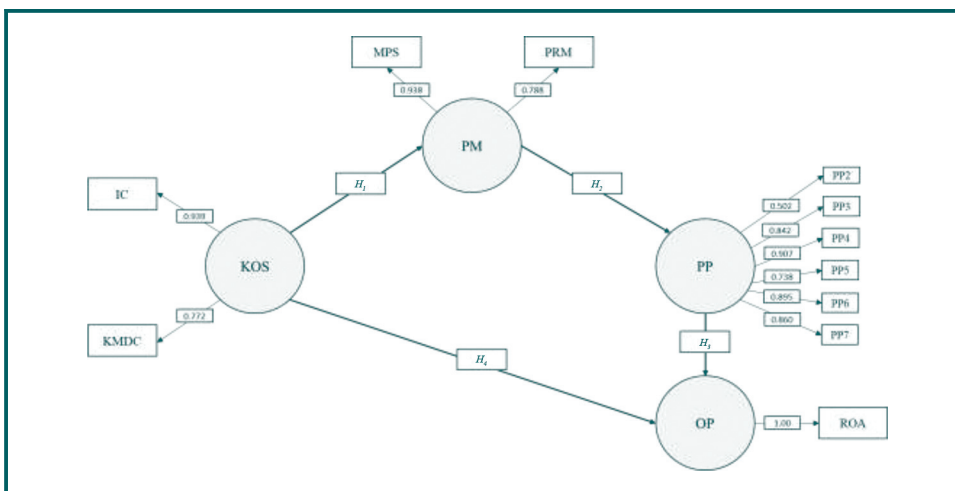 MPS
PRM
0.938
0.788
PM
H1
H2
IC
0.939
KOS
0.772
KMDC
PP2
0.502
PP3
0.842
PP4
0.907
PP
0.738
PP5
0.895
PP6
0.860
PP7
H3
H4
OP
1.00
ROA